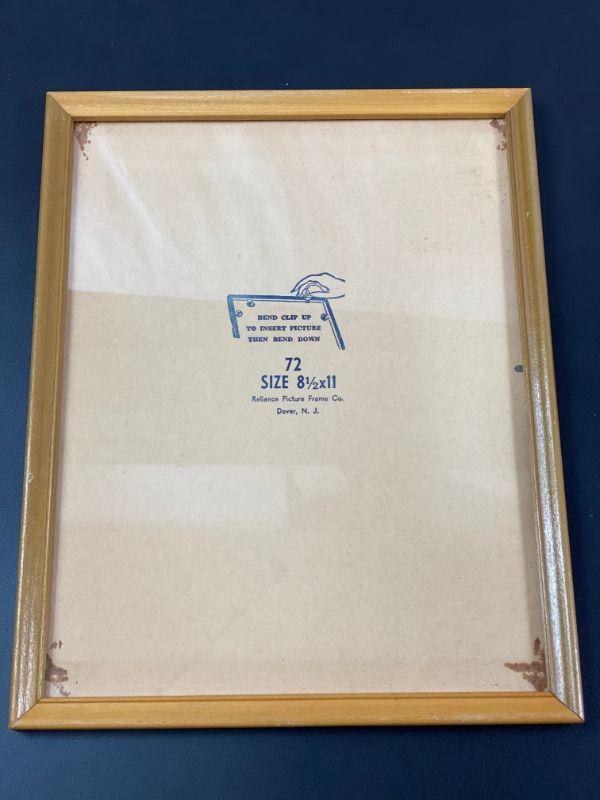 BEND CLIP UP
TO INSERT PICTURE
THEN BEND DOWN
72
SIZE 8½x11
Reliance Picture Frame Co.
Dover, N. J.